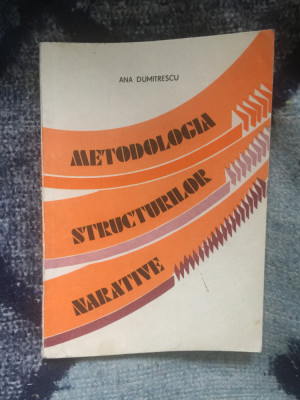 ANA DUMITRESCU
METODOLOGIA
STRUCTURILOR
NARATIVE